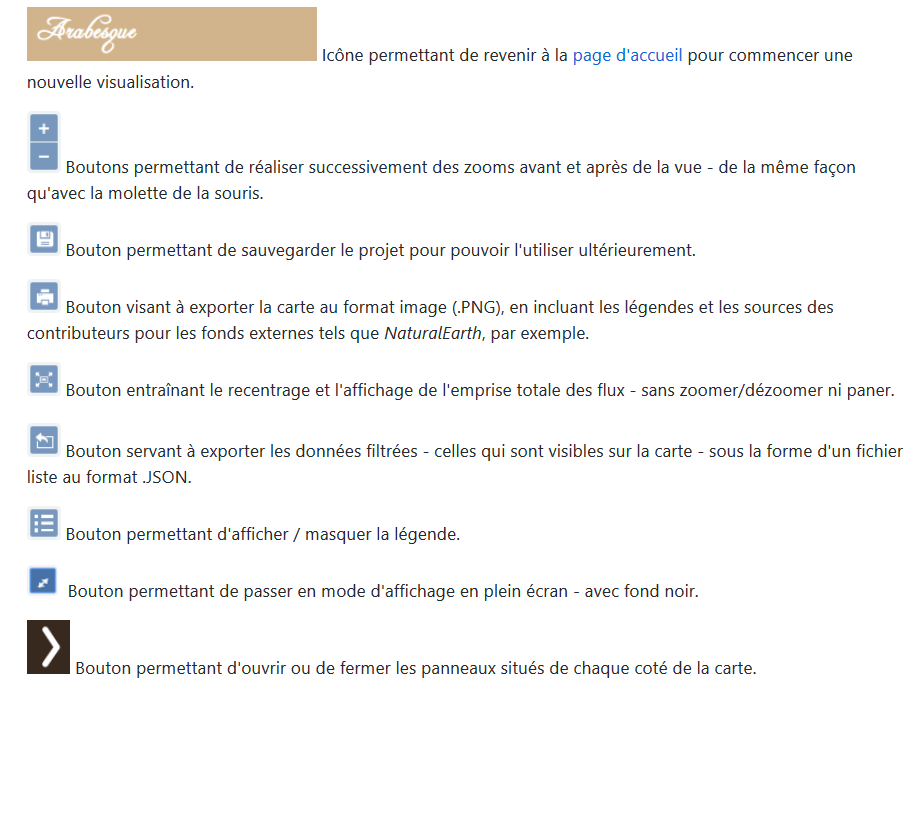 Arabesque Icône permettant de revenir à la page d'accueil pour commencer une
nouvelle visualisation.
+
− Boutons permettant de réaliser successivement des zooms avant et après de la vue - de la même façon
qu'avec la molette de la souris.
Bouton permettant de sauvegarder le projet pour pouvoir l'utiliser ultérieurement.
Bouton visant à exporter la carte au format image (.PNG), en incluant les légendes et les sources des
contributeurs pour les fonds externes tels que NaturalEarth, par exemple.
Bouton entraînant le recentrage et l'affichage de l'emprise totale des flux - sans zoomer/dézoomer ni paner.
Bouton servant à exporter les données filtrées - celles qui sont visibles sur la carte - sous la forme d'un fichier
liste au format .JSON.
Bouton permettant d'afficher / masquer la légende.
Bouton permettant de passer en mode d'affichage en plein écran - avec fond noir.
Bouton permettant d'ouvrir ou de fermer les panneaux situés de chaque coté de la carte.